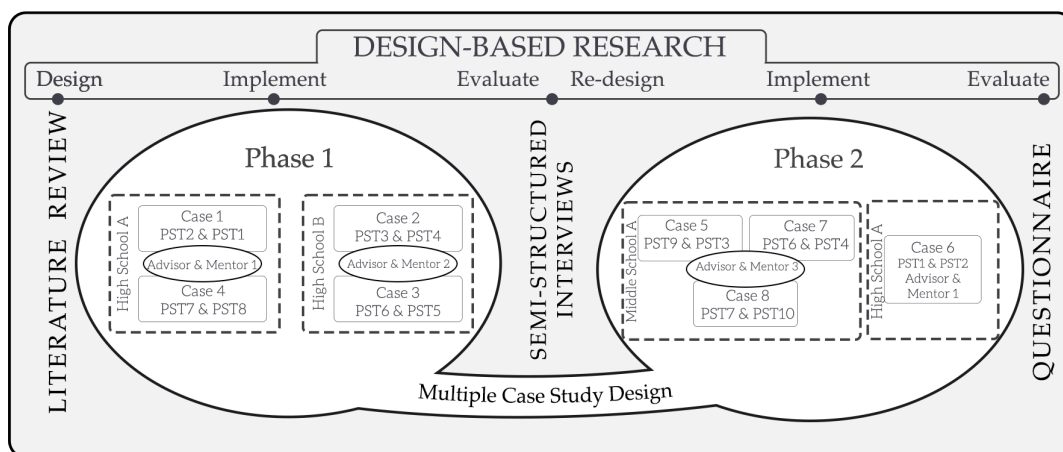 DESIGN-BASED RESEARCH
Design Implement Evaluate Re-design Implement Evaluate
LITERATURE REVIEW
Phase 1
High School A
Case 1
PST2 & PST1
Advisor & Mentor 1
Case 4
PST7 & PST8
High School B
Case 2
PST3 & PST4
Advisor & Mentor 2
Case 3
PST6 & PST5
SEMI-STRUCTURED
INTERVIEWS
Phase 2
Middle School A
Case 5
PST9 & PST3
Case 7
PST6 & PST4
Advisor & Mentor 3
Case 8
PST7 & PST10
High School A
Case 6
PST1 & PST2
Advisor &
Mentor 1
QUESTIONNAIRE
Multiple Case Study Design